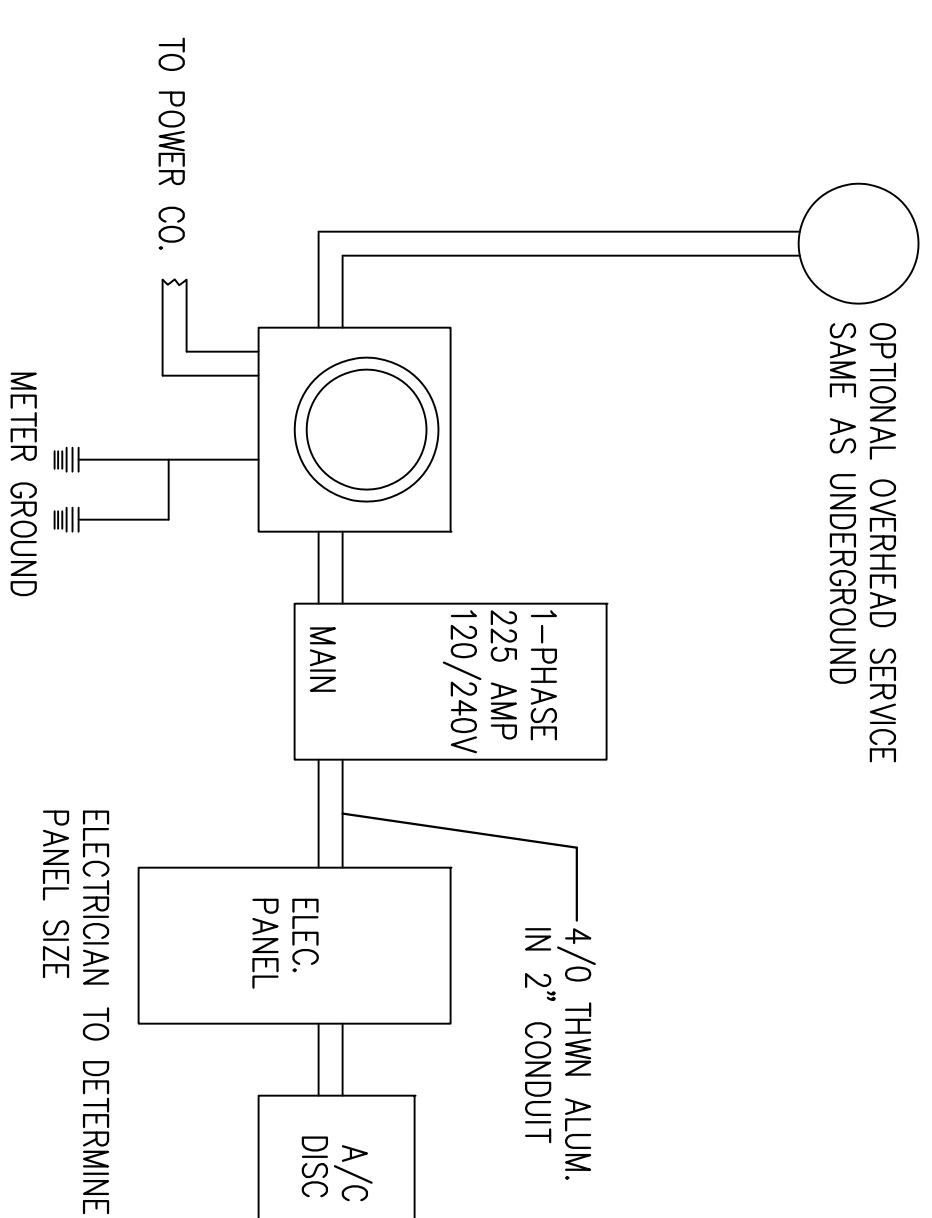 OPTIONAL OVERHEAD SERVICE
SAME AS UNDERGROUND
4/0 THWN ALUM.
IN 2" CONDUIT
1-PHASE
225 AMP
120/240V
MAIN
A/C
DISC
ELEC.
PANEL
TO POWER CO.
ELECTRICIAN TO DETERMINE
PANEL SIZE
METER GROUND